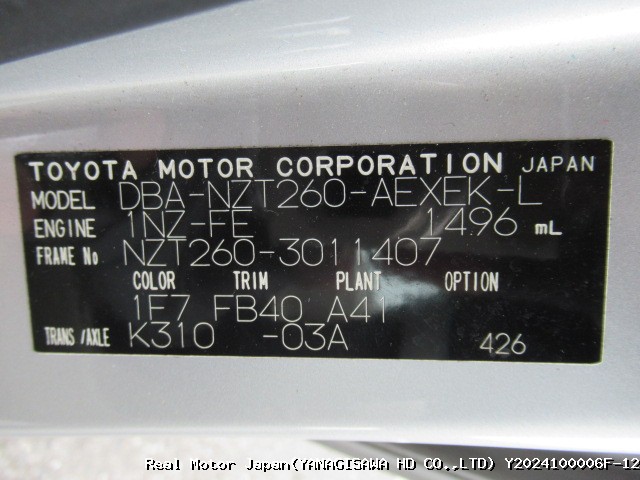 TOYOTA MOTOR CORPORATION JAPAN
MODEL DBA-NZT260-AEXEK-L
ENGINE 1NZ-FE 1496 mL
FRAME No NZT260-3011407
COLOR TRIM PLANT OPTION
1F7 FB40 A41
TRANS/AXLE K310 -03A 426
Real Motor Japan(YANAGISAWA HD CO.,LTD) Y2024100006F-12